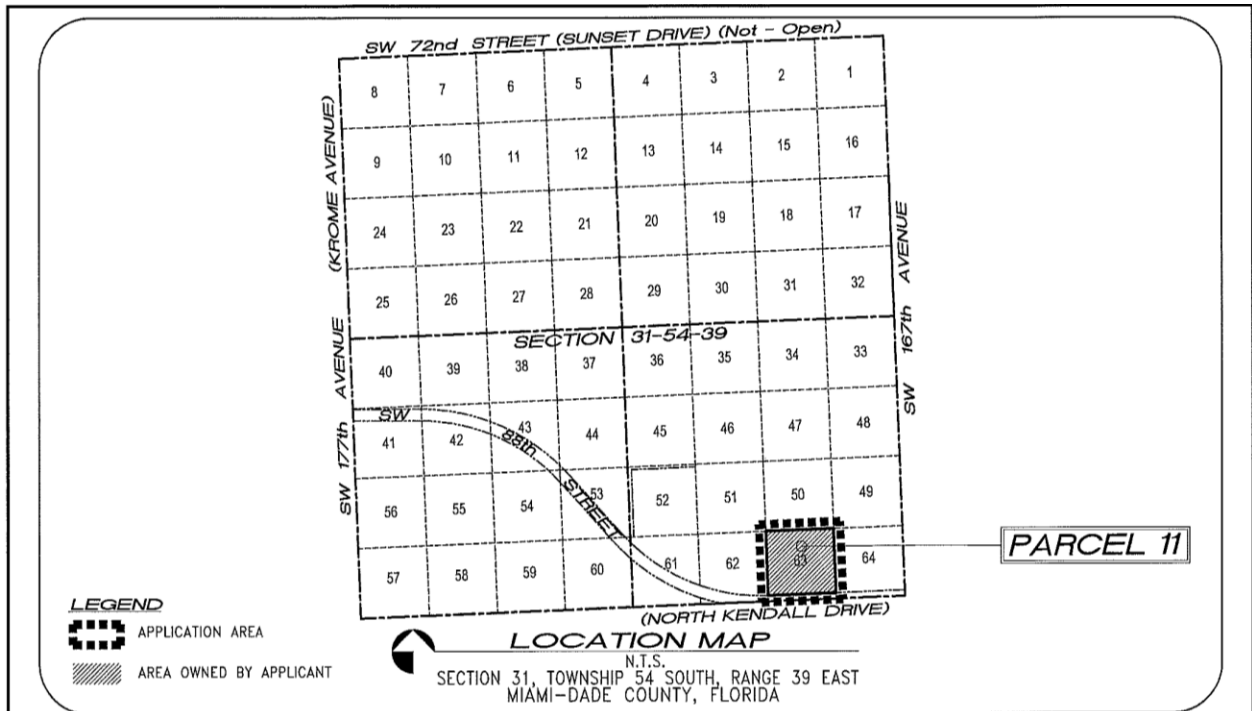 SW 72nd STREET (SUNSET DRIVE) (Not - Open)
8 7 6 5 4 3 2 1
9 10 11 12 13 14 15 16
24 23 22 21 20 19 18 17
25 26 27 28 29 30 31 32
SECTION 31-54-39
40 39 38 37 36 35 34 33
41 42 43 44 45 46 47 48
56 55 54 53 52 51 50 49
57 58 59 60 61 62 63 64
SW 177th AVENUE (KROME AVENUE)
SW 167th AVENUE
SW 88th STREET
(NORTH KENDALL DRIVE)
PARCEL 11
LEGEND
APPLICATION AREA
AREA OWNED BY APPLICANT
LOCATION MAP
N.T.S.
SECTION 31, TOWNSHIP 54 SOUTH, RANGE 39 EAST
MIAMI-DADE COUNTY, FLORIDA